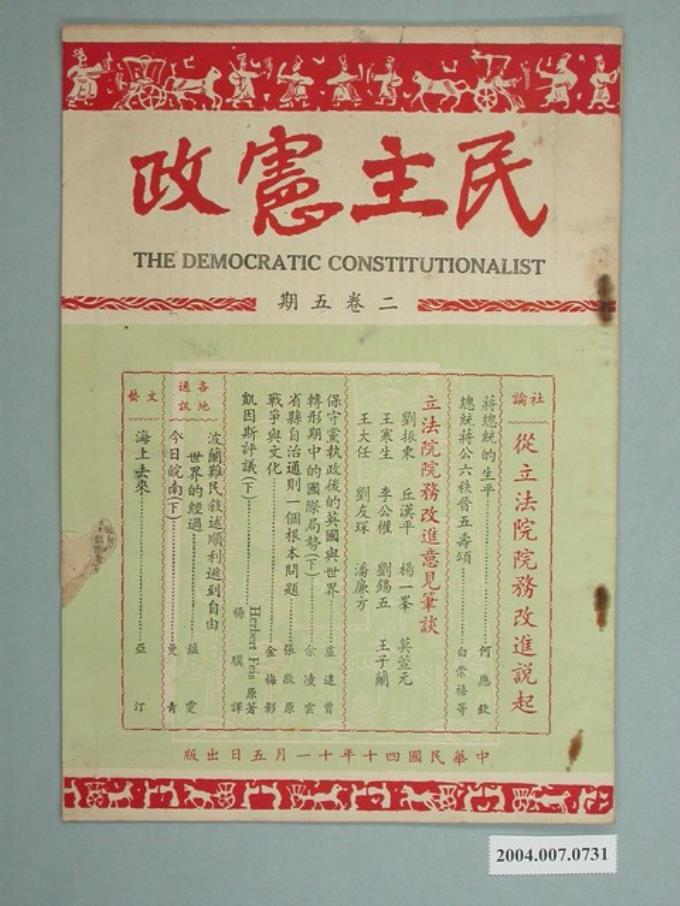 民主憲政
THE DEMOCRATIC CONSTITUTIONALIST
二卷五期
社論
從立法院院務改進說起
蔣總統的生平………何應欽
總統蔣公六秩晉五壽頌………白崇禧等
立法院院務改進意見筆談
劉振東 丘漢平 楊一峯 莫萱元
王寒生 李公權 劉錫五 王子蘭
王大任 劉友琛 潘廉方
保守黨執政後的英國與世界………盧逮曾
轉形期中的國際局勢(下)………余凌雲
省縣自治通則一個根本問題………張敬原
戰爭與文化………金梅影
凱因斯評議(下)………Herbert Feis 原著
楊驥譯
各地通訊
波蘭難民敘述順利逃到自由
世界的經過………蘊雯
今日皖南(下)………曼青
文藝
海上去來………亞汀
中華民國四十年十一月五日出版
2004.007.0731